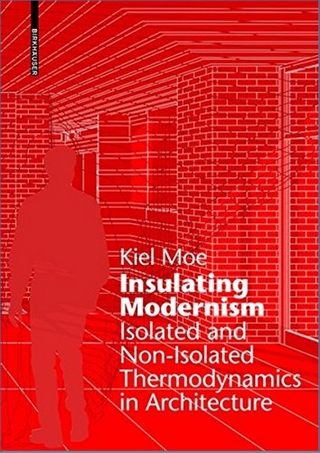 BIRKHÄUSER
Kiel Moe
Insulating
Modernism
Isolated and
Non-Isolated
Thermodynamics
in Architecture